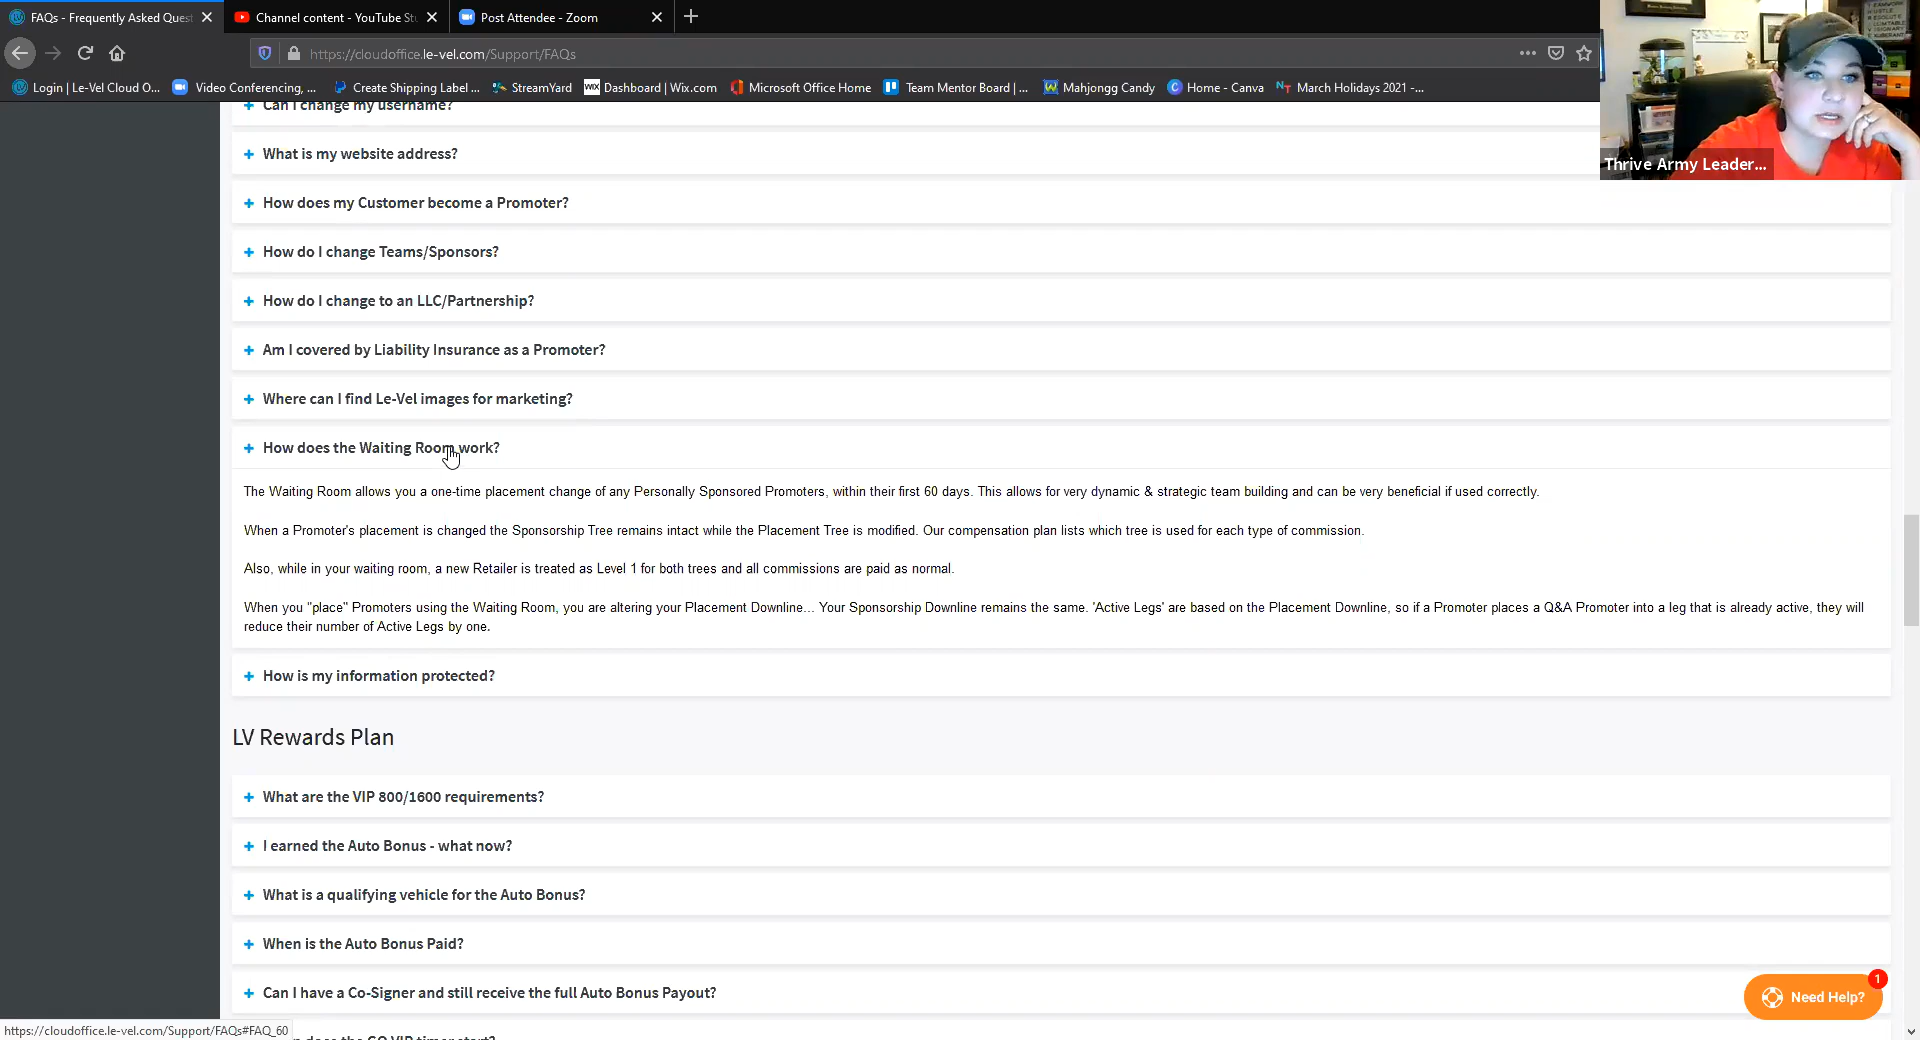 FAQs - Frequently Asked Quest
Channel content - YouTube Stu
Post Attendee - Zoom
https://cloudoffice.le-vel.com/Support/FAQs
Login | Le-Vel Cloud O...
Video Conferencing, ...
Create Shipping Label ...
StreamYard
WIX
Dashboard | Wix.com
Microsoft Office Home
Team Mentor Board | ...
Mahjongg Candy
Home - Canva
March Holidays 2021 -...
Thrive Army Leader...
Can I change my username?
What is my website address?
How does my Customer become a Promoter?
How do I change Teams/Sponsors?
How do I change to an LLC/Partnership?
Am I covered by Liability Insurance as a Promoter?
Where can I find Le-Vel images for marketing?
How does the Waiting Room work?
The Waiting Room allows you a one-time placement change of any Personally Sponsored Promoters, within their first 60 days. This allows for very dynamic & strategic team building and can be very beneficial if used correctly.
When a Promoter's placement is changed the Sponsorship Tree remains intact while the Placement Tree is modified. Our compensation plan lists which tree is used for each type of commission.
Also, while in your waiting room, a new Retailer is treated as Level 1 for both trees and all commissions are paid as normal.
When you "place" Promoters using the Waiting Room, you are altering your Placement Downline... Your Sponsorship Downline remains the same. 'Active Legs' are based on the Placement Downline, so if a Promoter places a Q&A Promoter into a leg that is already active, they will
reduce their number of Active Legs by one.
How is my information protected?
LV Rewards Plan
What are the VIP 800/1600 requirements?
I earned the Auto Bonus - what now?
What is a qualifying vehicle for the Auto Bonus?
When is the Auto Bonus Paid?
Can I have a Co-Signer and still receive the full Auto Bonus Payout?
1
Need Help?
https://cloudoffice.le-vel.com/Support/FAQs#FAQ_60
does the GO VIP timer start?